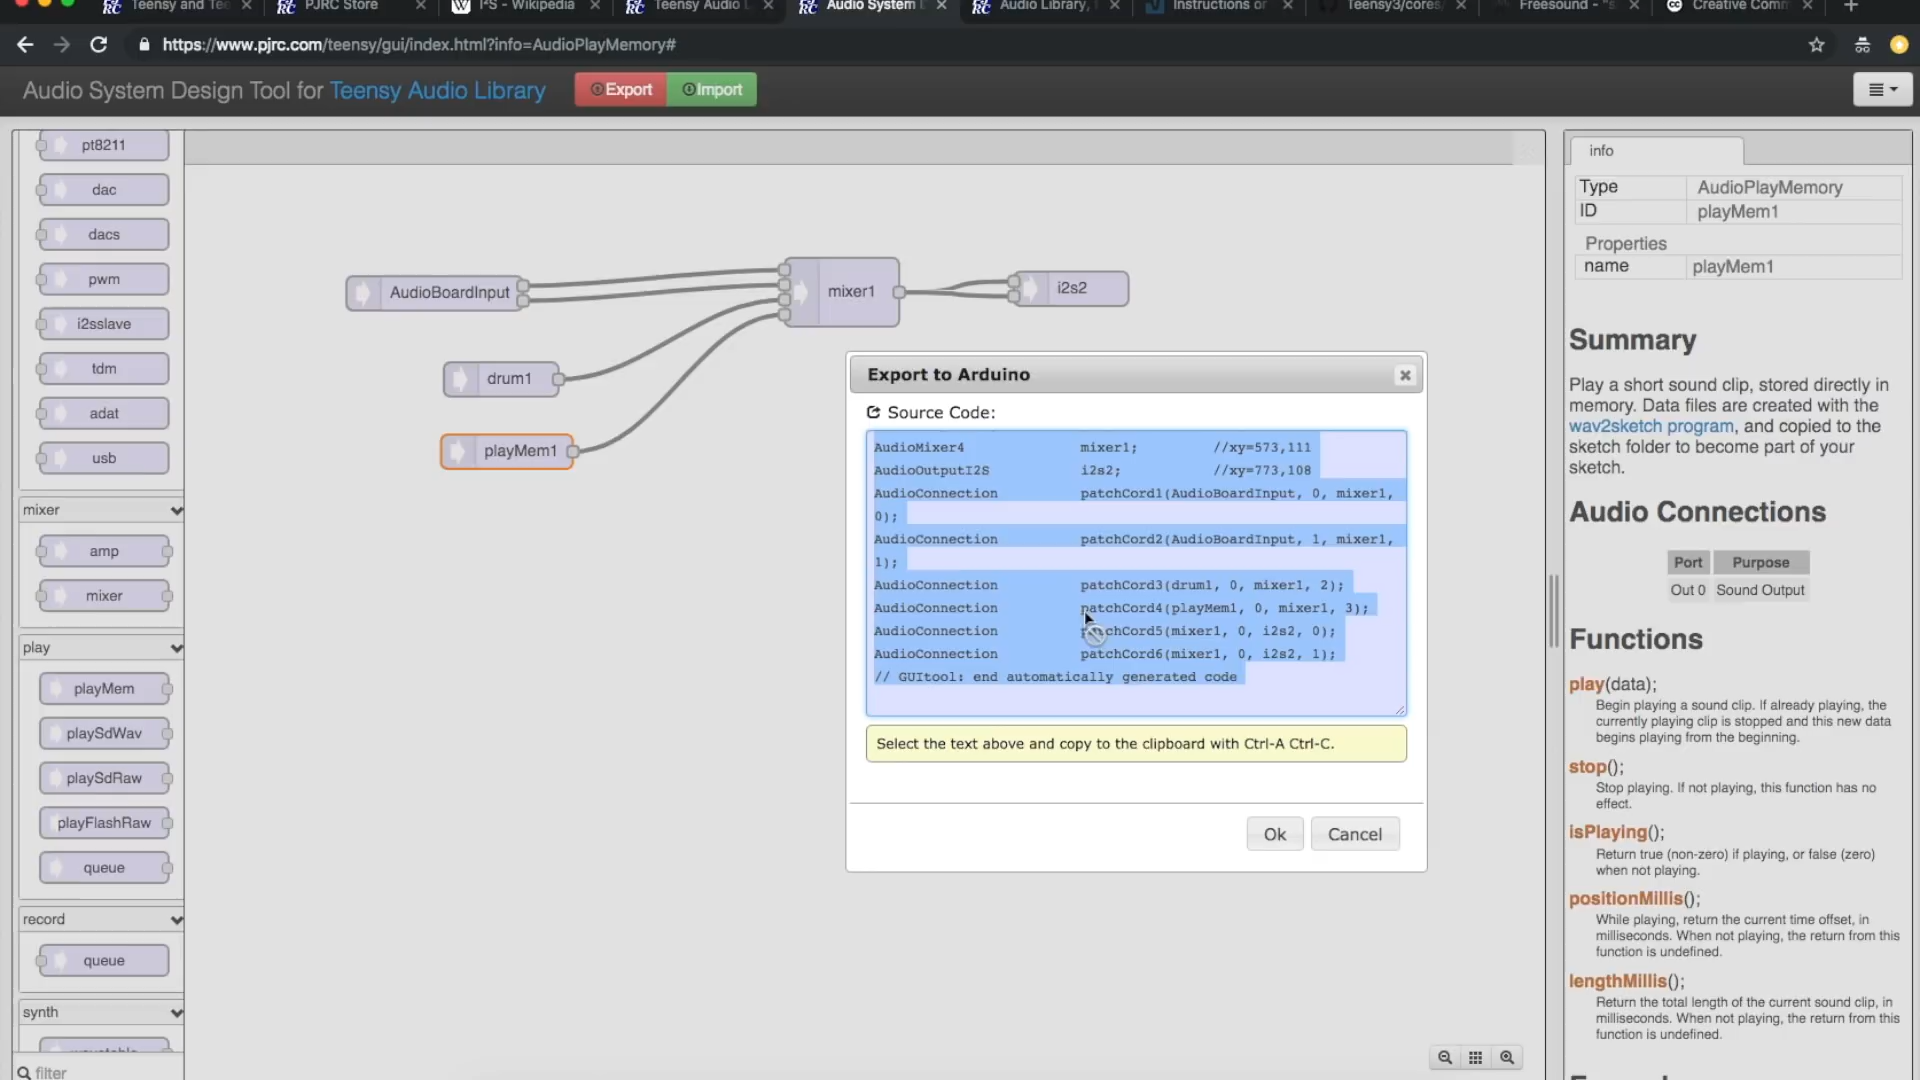 Teensy and Te
PJRC Store
I²S - Wikipedia
Teensy Audio L
Audio System D
Audio Library,
Instructions or
Teensy3/cores/
Freesound - "s
Creative Comm
https://www.pjrc.com/teensy/gui/index.html?info=AudioPlayMemory#
Audio System Design Tool for Teensy Audio Library
Export
Import
pt8211
dac
dacs
pwm
i2sslave
tdm
adat
usb
mixer
amp
mixer
play
playMem
playSdWav
playSdRaw
playFlashRaw
queue
record
queue
synth
wavetable
filter
AudioBoardInput
drum1
playMem1
mixer1
i2s2
Export to Arduino
Source Code:
AudioMixer4 mixer1; //xy=573,111
AudioOutputI2S i2s2; //xy=773,108
AudioConnection patchCord1(AudioBoardInput, 0, mixer1,
0);
AudioConnection patchCord2(AudioBoardInput, 1, mixer1,
1);
AudioConnection patchCord3(drum1, 0, mixer1, 2);
AudioConnection patchCord4(playMem1, 0, mixer1, 3);
AudioConnection patchCord5(mixer1, 0, i2s2, 0);
AudioConnection patchCord6(mixer1, 0, i2s2, 1);
// GUItool: end automatically generated code
Select the text above and copy to the clipboard with Ctrl-A Ctrl-C.
Ok
Cancel
info
Type AudioPlayMemory
ID playMem1
Properties
name playMem1
Summary
Play a short sound clip, stored directly in
memory. Data files are created with the
wav2sketch program, and copied to the
sketch folder to become part of your
sketch.
Audio Connections
Port Purpose
Out 0 Sound Output
Functions
play(data);
Begin playing a sound clip. If already playing, the
currently playing clip is stopped and this new data
begins playing from the beginning.
stop();
Stop playing. If not playing, this function has no
effect.
isPlaying();
Return true (non-zero) if playing, or false (zero)
when not playing.
positionMillis();
While playing, return the current time offset, in
milliseconds. When not playing, the return from this
function is undefined.
lengthMillis();
Return the total length of the current sound clip, in
milliseconds. When not playing, the return from this
function is undefined.